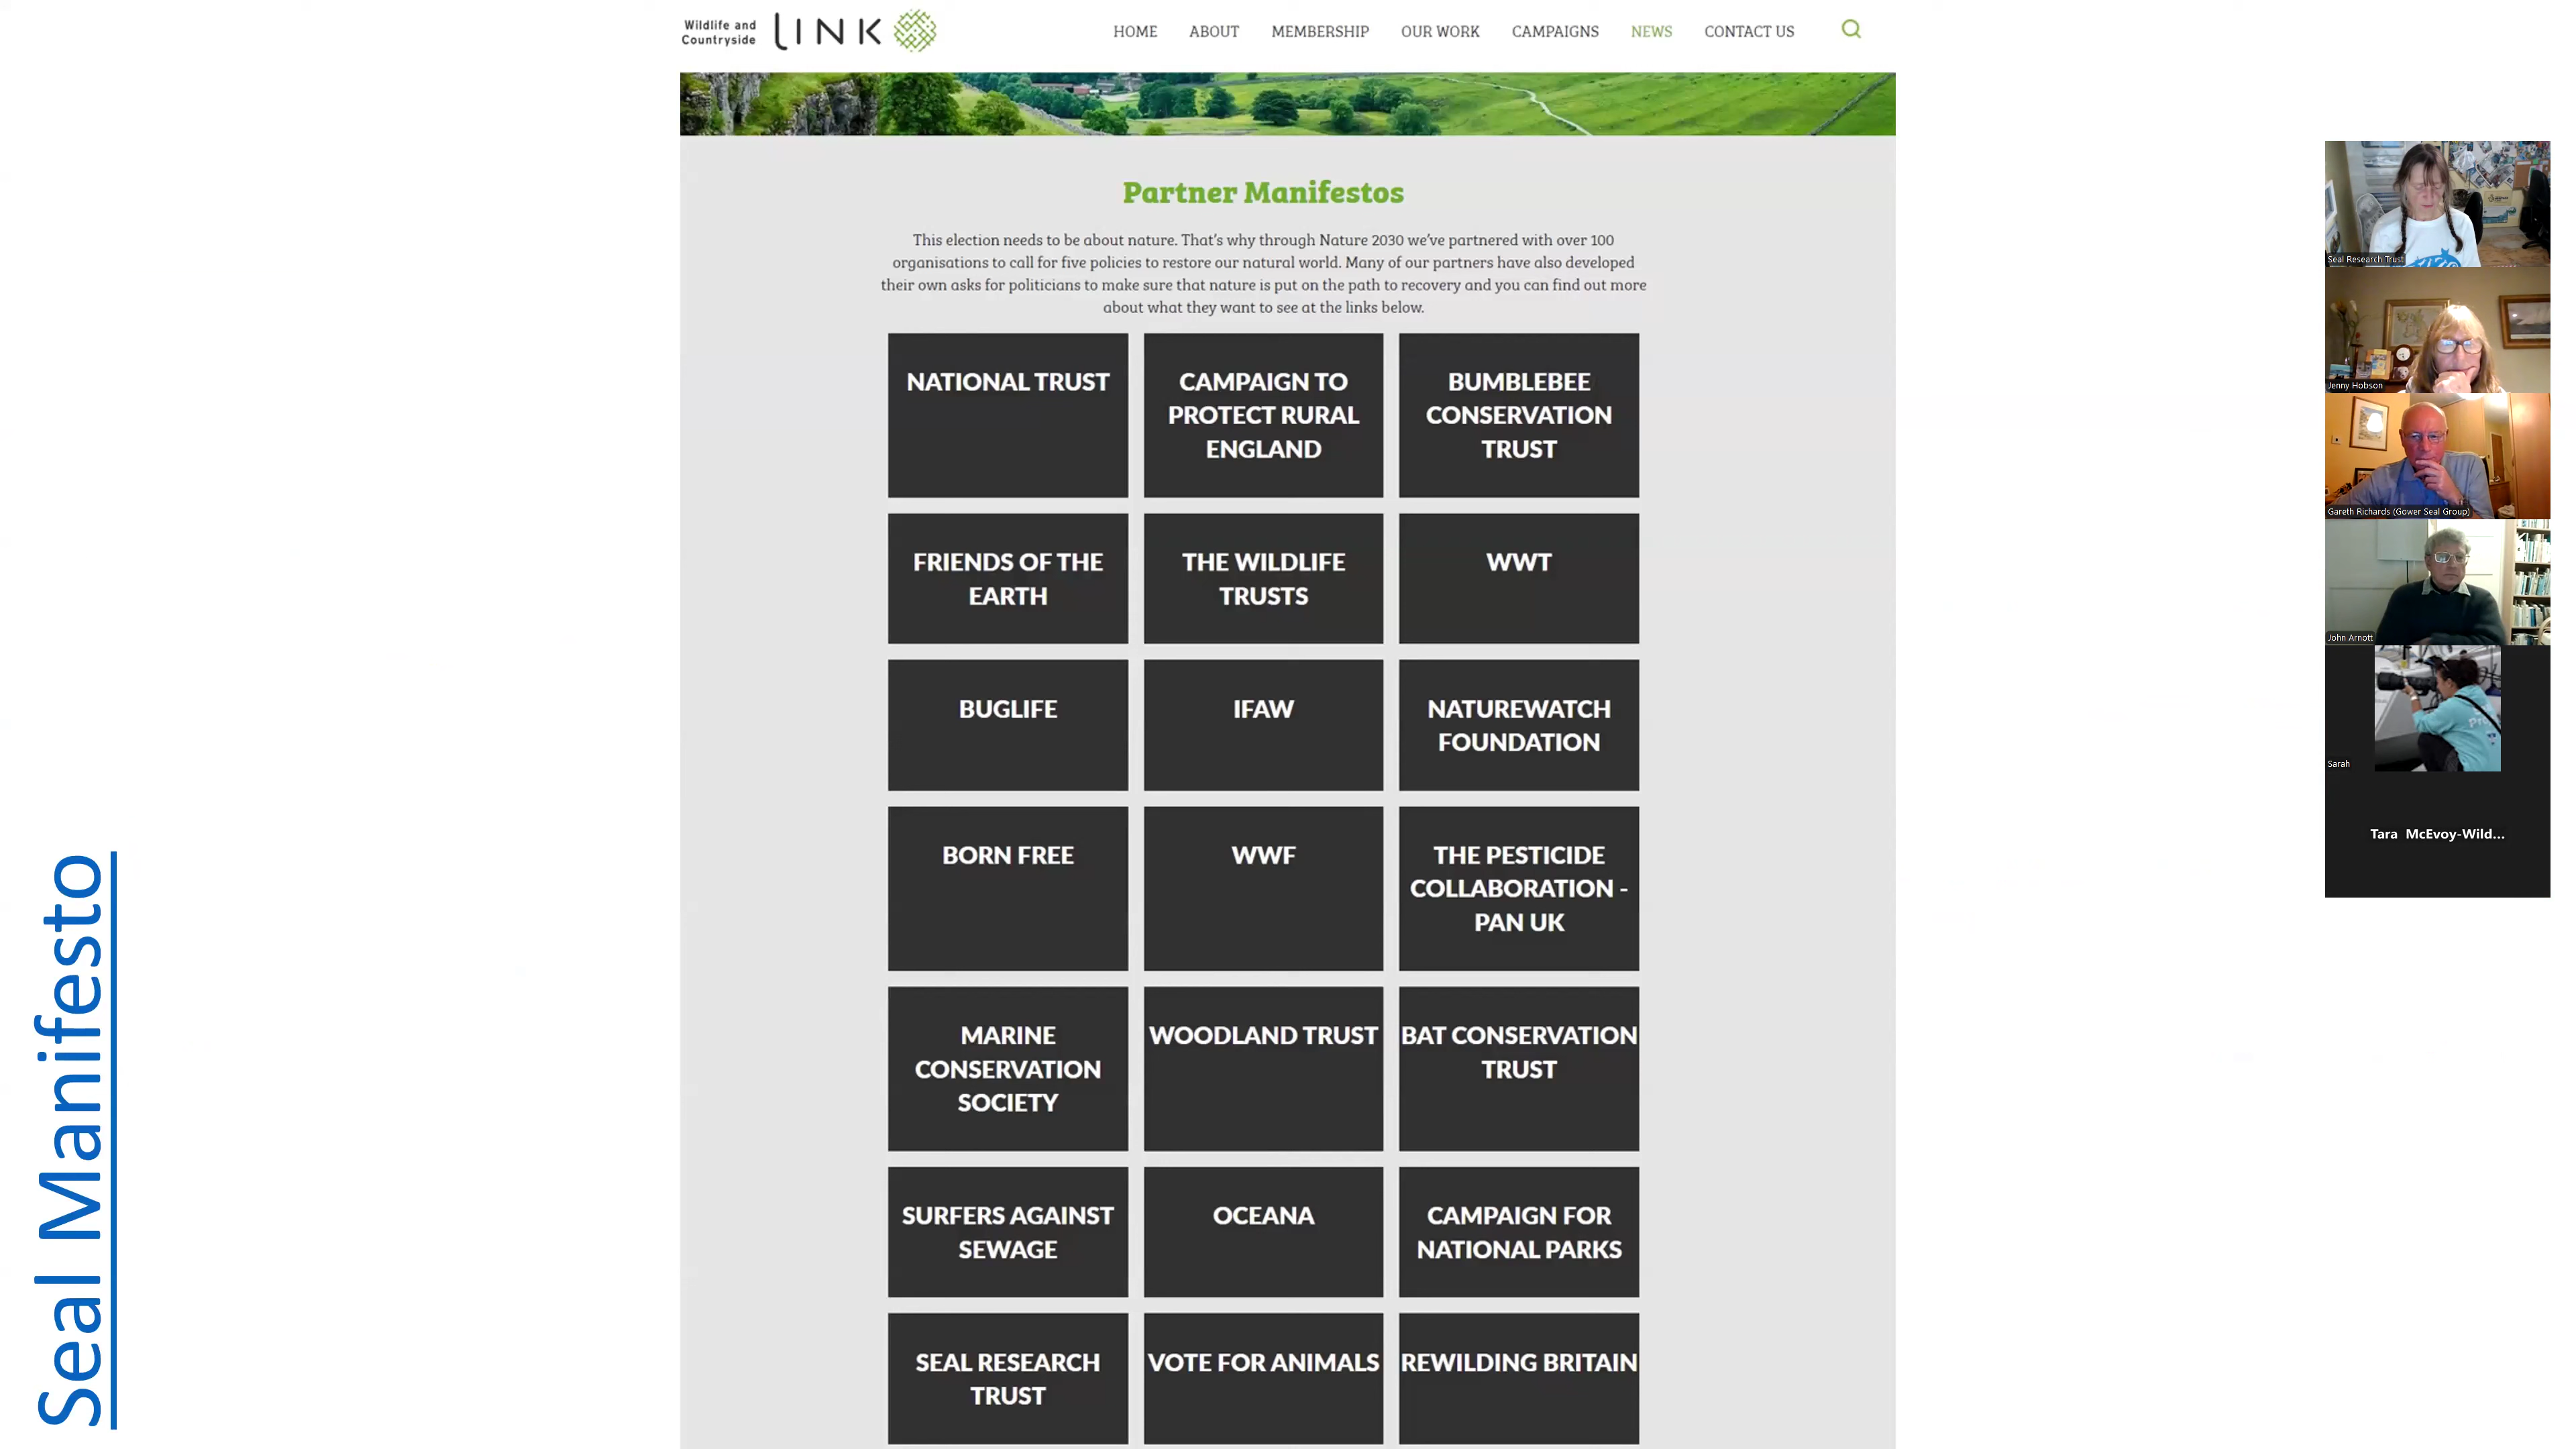 Wildlife and
Countryside
LINK
HOME
ABOUT
MEMBERSHIP
OUR WORK
CAMPAIGNS
NEWS
CONTACT US
Partner Manifestos
This election needs to be about nature. That's why through Nature 2030 we've partnered with over 100
organisations to call for five policies to restore our natural world. Many of our partners have also developed
their own asks for politicians to make sure that nature is put on the path to recovery and you can find out more
about what they want to see at the links below.
NATIONAL TRUST
CAMPAIGN TO
PROTECT RURAL
ENGLAND
BUMBLEBEE
CONSERVATION
TRUST
FRIENDS OF THE
EARTH
THE WILDLIFE
TRUSTS
WWT
BUGLIFE
IFAW
NATUREWATCH
FOUNDATION
BORN FREE
WWF
THE PESTICIDE
COLLABORATION -
PAN UK
MARINE
CONSERVATION
SOCIETY
WOODLAND TRUST
BAT CONSERVATION
TRUST
SURFERS AGAINST
SEWAGE
OCEANA
CAMPAIGN FOR
NATIONAL PARKS
SEAL RESEARCH
TRUST
VOTE FOR ANIMALS
REWILDING BRITAIN
Seal Manifesto
Seal Research Trust
Jenny Hobson
Gareth Richards (Gower Seal Group)
John Arnott
Sarah
Tara McEvoy-Wild...